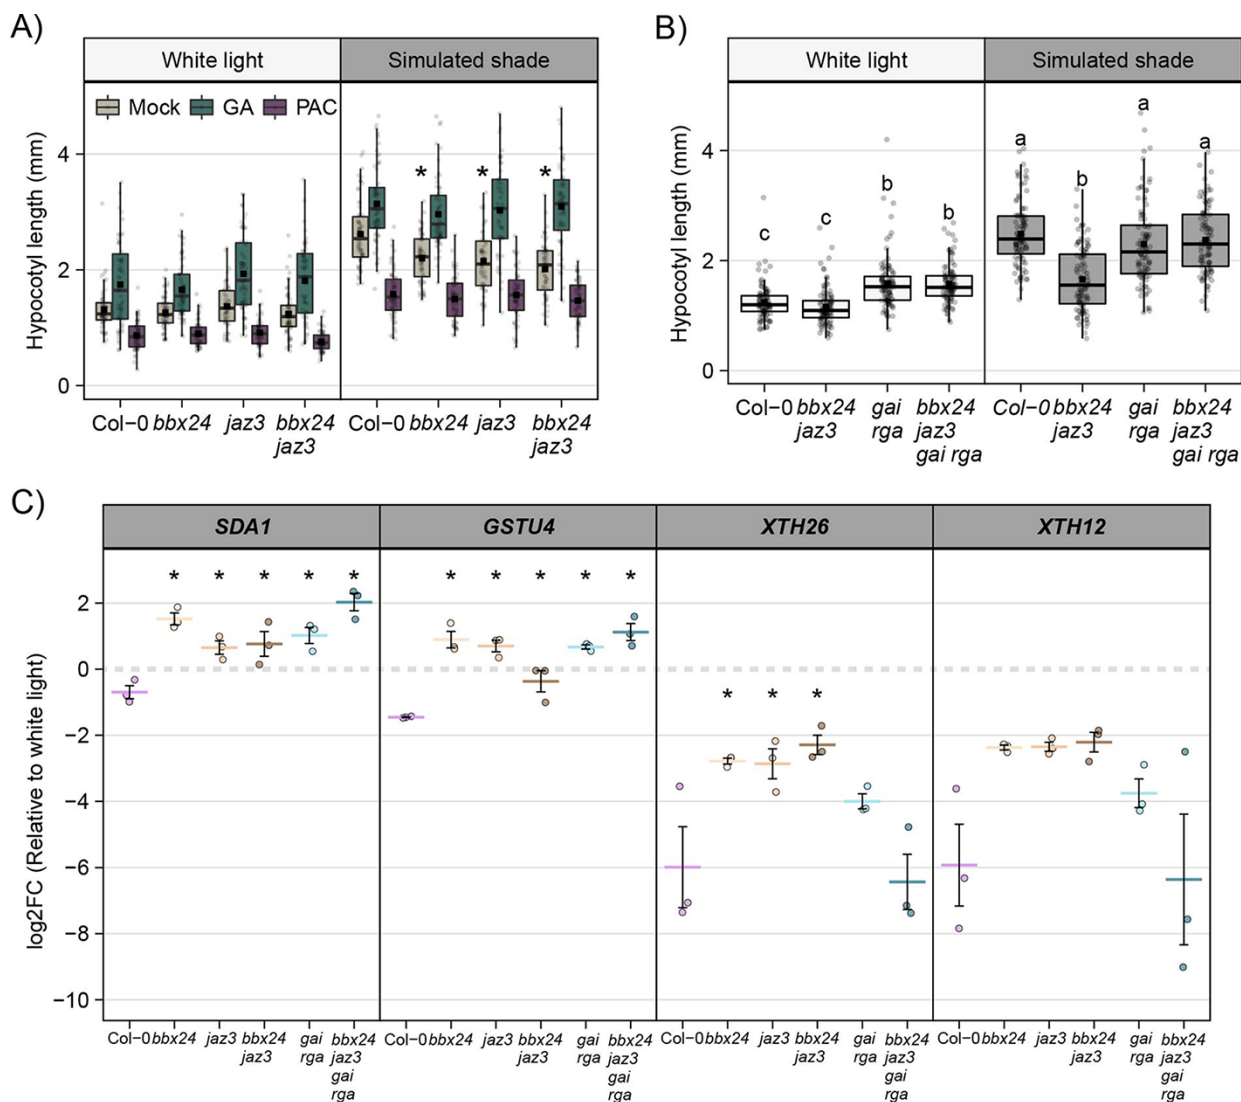 A)
White light Simulated shade
Mock GA PAC
Hypocotyl length (mm)
4
2
0
* * *
Col−0 bbx24 jaz3 bbx24 Col−0 bbx24 jaz3 bbx24
jaz3 jaz3
B)
White light Simulated shade
Hypocotyl length (mm)
4
2
0
c c b b a b a a
Col−0 bbx24 gai bbx24 Col−0 bbx24 gai bbx24
jaz3 rga jaz3 jaz3 rga jaz3
gai rga gai rga
C)
SDA1 GSTU4 XTH26 XTH12
log2FC (Relative to white light)
2
0
−2
−4
−6
−8
−10
* * * * * * * * * *
* * *
Col−0 bbx24 jaz3 bbx24 gai bbx24 Col−0 bbx24 jaz3 bbx24 gai bbx24 Col−0 bbx24 jaz3 bbx24 gai bbx24 Col−0 bbx24 jaz3 bbx24 gai bbx24
jaz3 rga jaz3 jaz3 rga jaz3 jaz3 rga jaz3 jaz3 rga jaz3
gai gai gai gai
rga rga rga rga